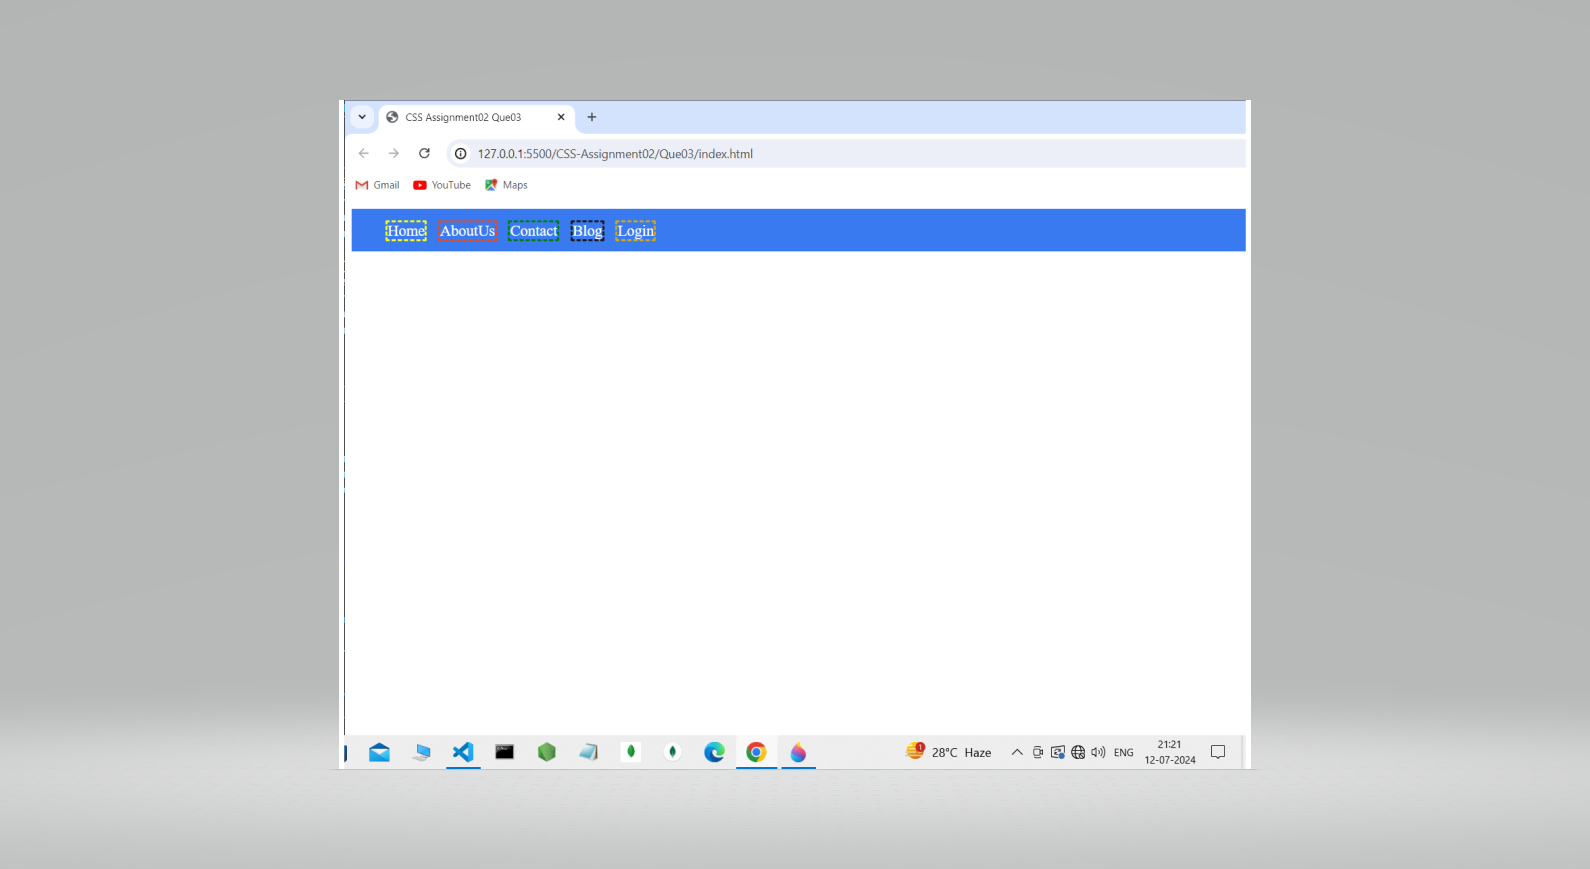 CSS Assignment02 Que03
127.0.0.1:5500/CSS-Assignment02/Que03/index.html
Gmail YouTube Maps
Home AboutUs Contact Blog Login
1 28°C Haze ENG 21:21
12-07-2024